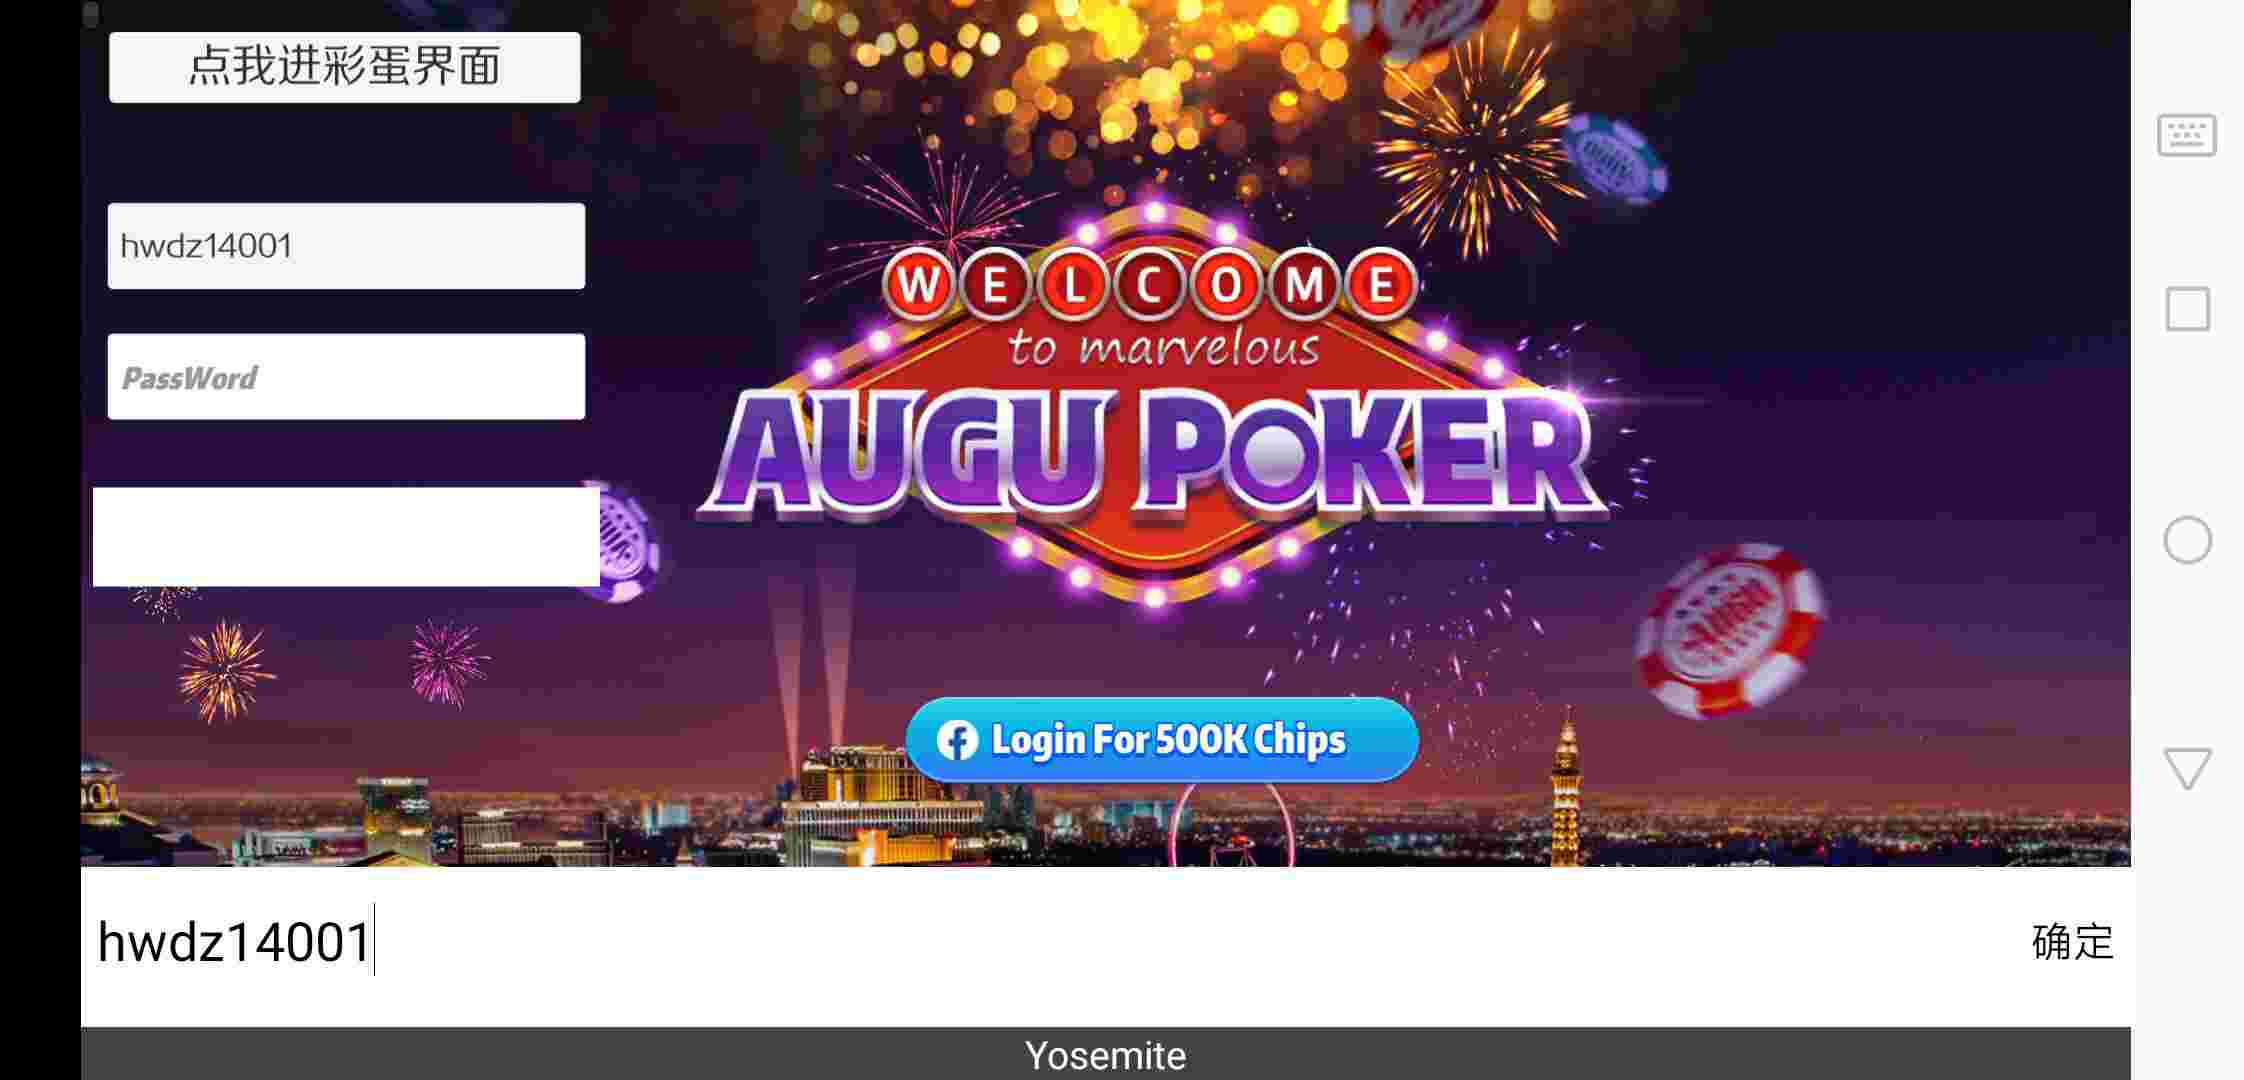 点我进彩蛋界面
hwdz14001
PassWord
WELCOME
to marvelous
AUGU POKER
Login For 500K Chips
hwdz14001
确定
Yosemite